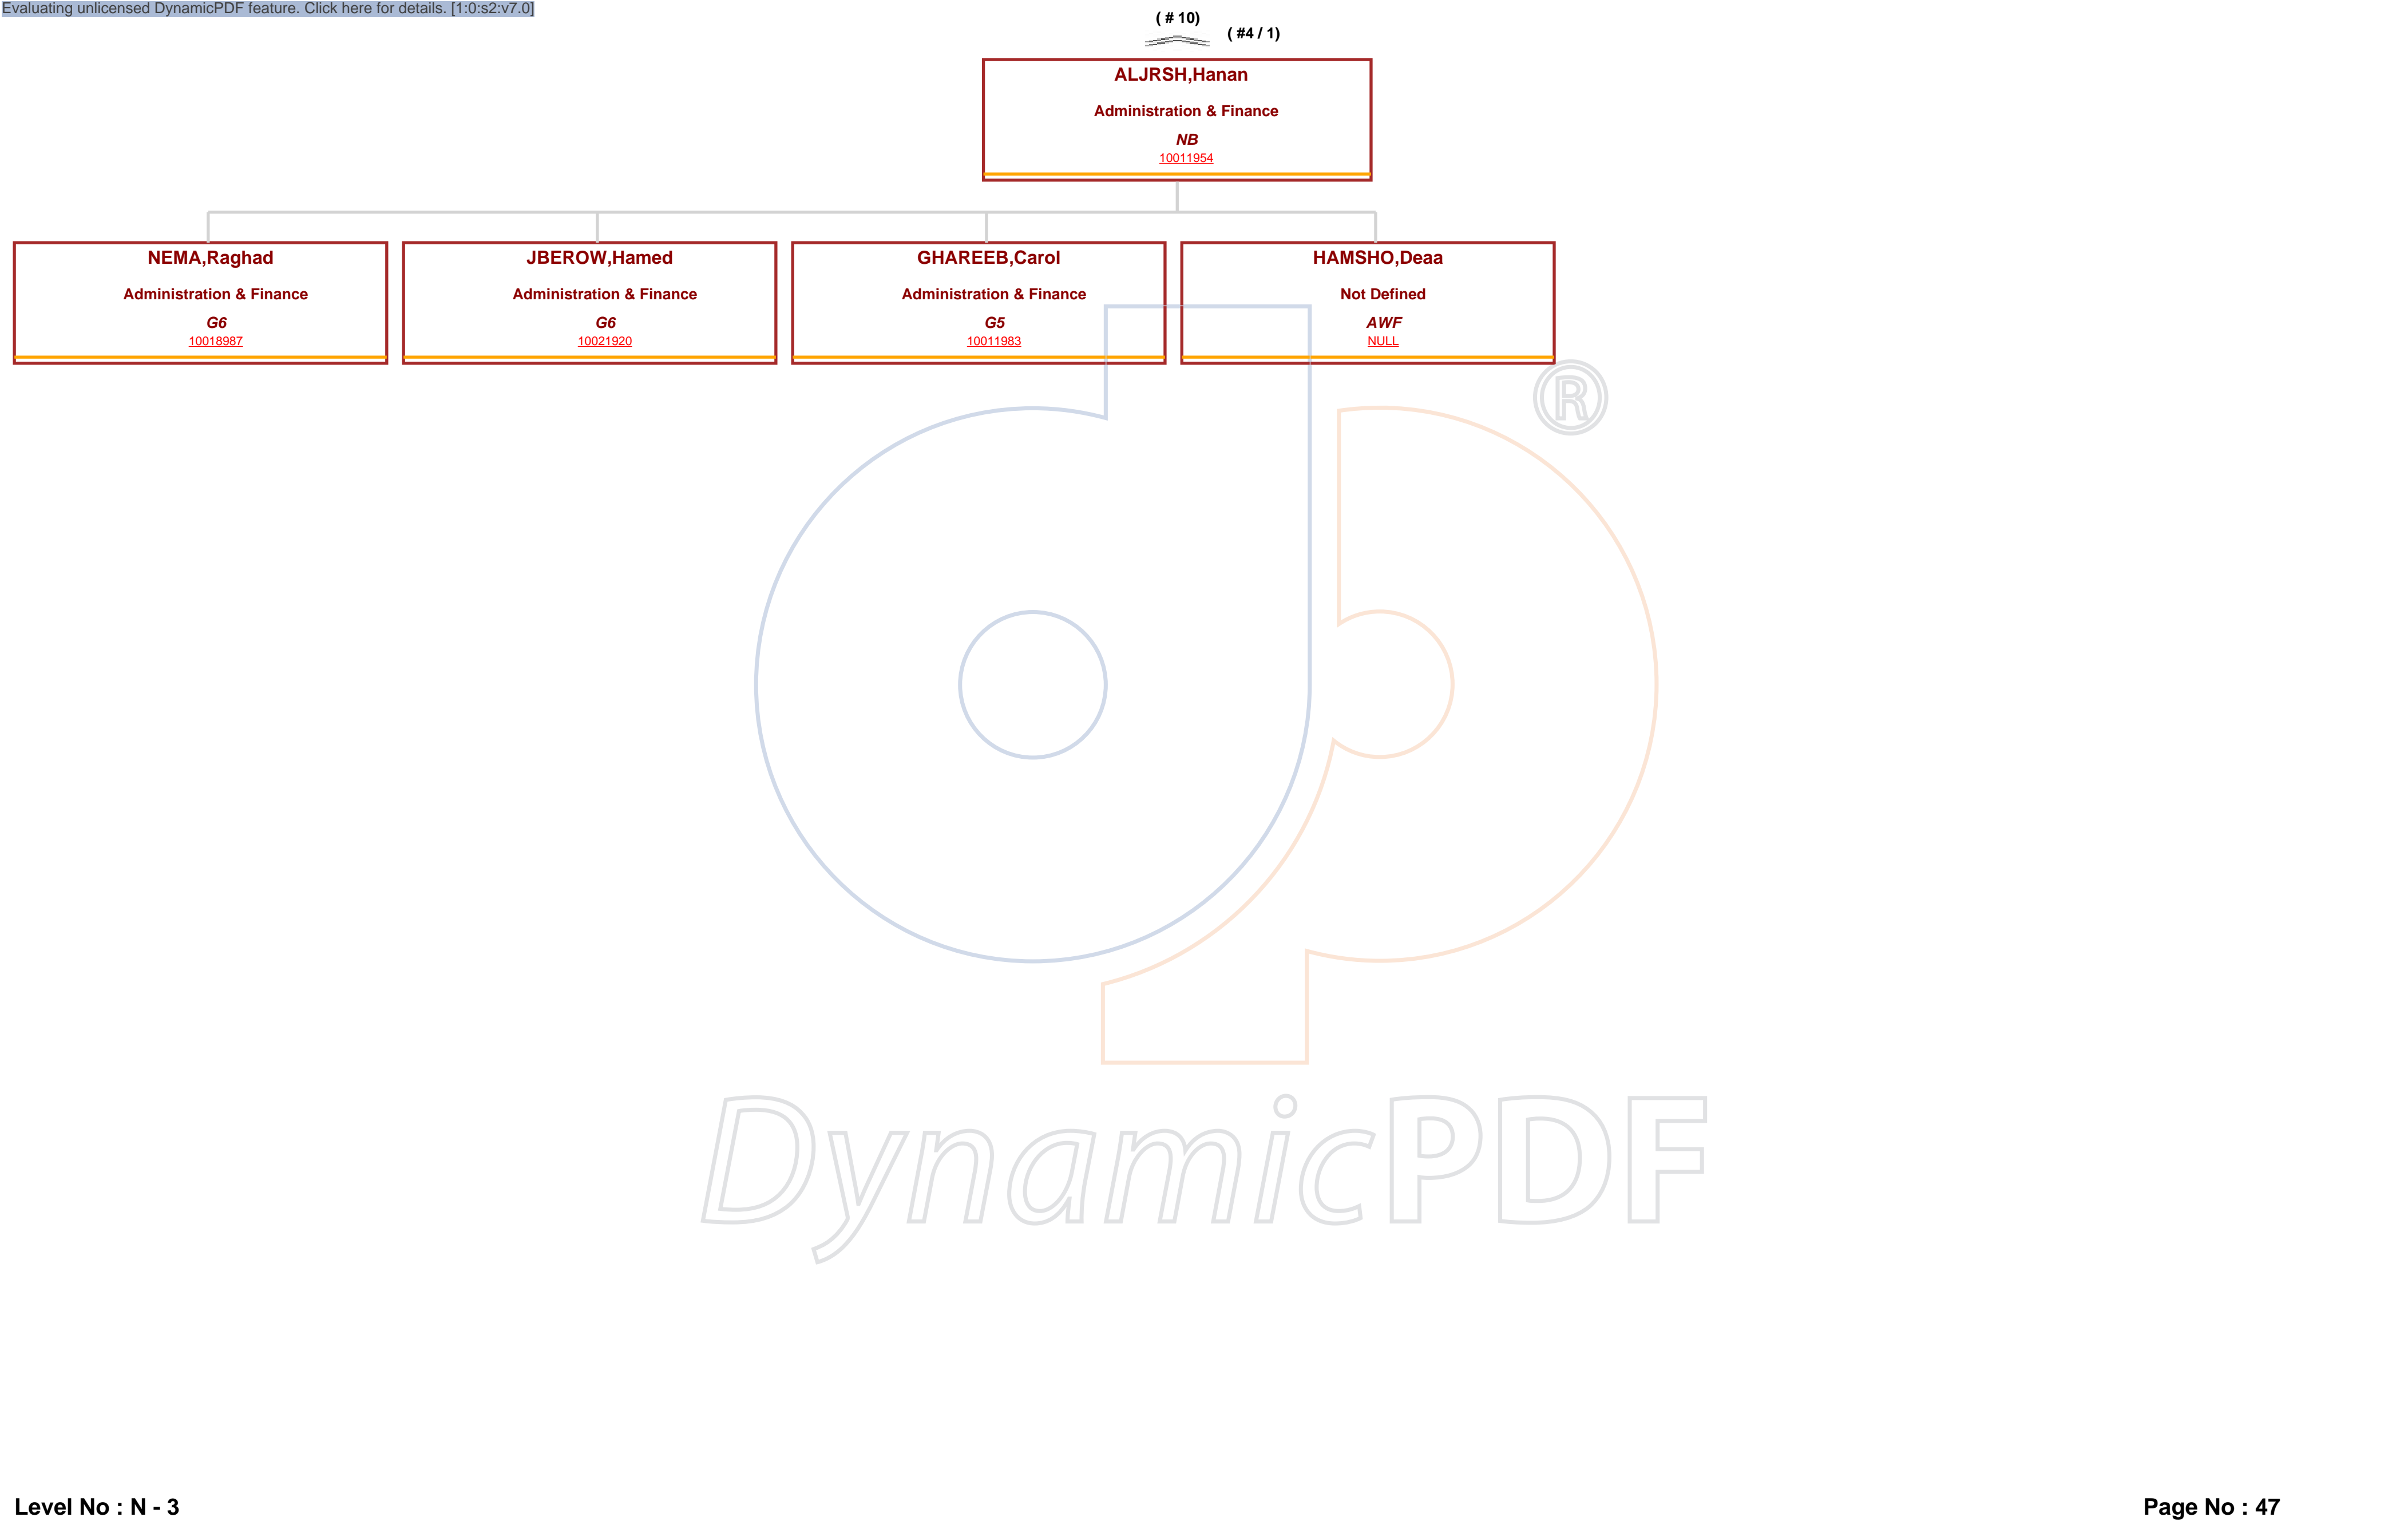 Evaluating unlicensed DynamicPDF feature. Click here for details. [1:0:s2:v7.0]
( # 10)
( #4 / 1)
ALJRSH,Hanan
Administration & Finance
NB
10011954
NEMA,Raghad
Administration & Finance
G6
10018987
JBEROW,Hamed
Administration & Finance
G6
10021920
GHAREEB,Carol
Administration & Finance
G5
10011983
HAMSHO,Deaa
Not Defined
AWF
NULL
®
DynamicPDF
Level No : N - 3
Page No : 47